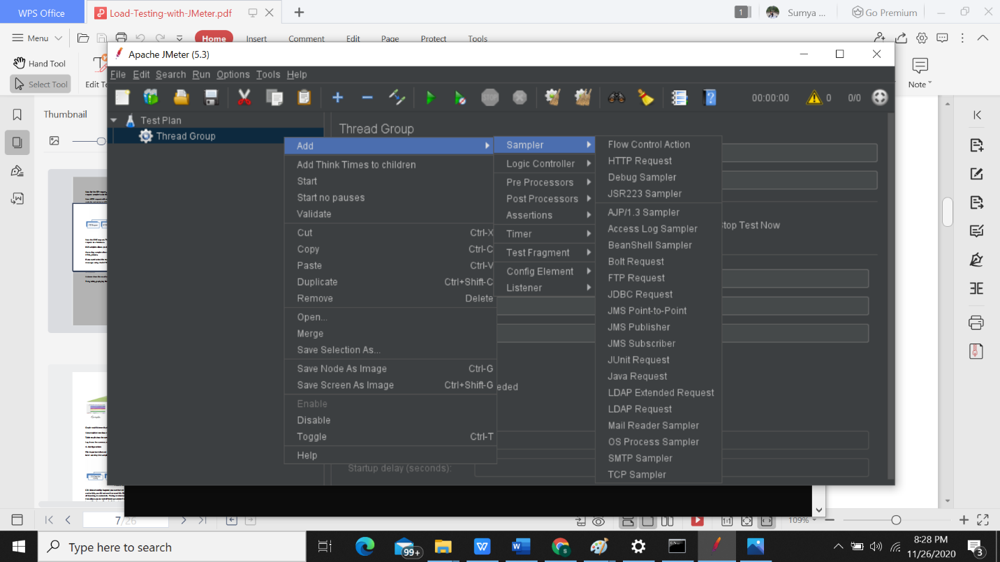 WPS Office
Load-Testing-with-JMeter.pdf
1
Sumya ...
Go Premium
Menu
Home
Insert
Comment
Edit
Page
Protect
Tools
Hand Tool
Select Tool
Edit Te
Note
Thumbnail
Apache JMeter (5.3)
File Edit Search Run Options Tools Help
STOP
00:00:00
0
0/0
Test Plan
Thread Group
Thread Group
Add
Add Think Times to children
Start
Start no pauses
Validate
Cut Ctrl-X
Copy Ctrl-C
Paste Ctrl-V
Duplicate Ctrl+Shift-C
Remove Delete
Open...
Merge
Save Selection As...
Save Node As Image Ctrl-G
Save Screen As Image Ctrl+Shift-G
Enable
Disable
Toggle Ctrl-T
Help
Sampler
Logic Controller
Pre Processors
Post Processors
Assertions
Timer
Test Fragment
Config Element
Listener
Flow Control Action
HTTP Request
Debug Sampler
JSR223 Sampler
AJP/1.3 Sampler
Access Log Sampler
BeanShell Sampler
Bolt Request
FTP Request
JDBC Request
JMS Point-to-Point
JMS Publisher
JMS Subscriber
JUnit Request
Java Request
LDAP Extended Request
LDAP Request
Mail Reader Sampler
OS Process Sampler
SMTP Sampler
TCP Sampler
top Test Now
eded
Startup delay (seconds):
7/26
1:1
109%
Type here to search
99+
8:28 PM
11/26/2020
3